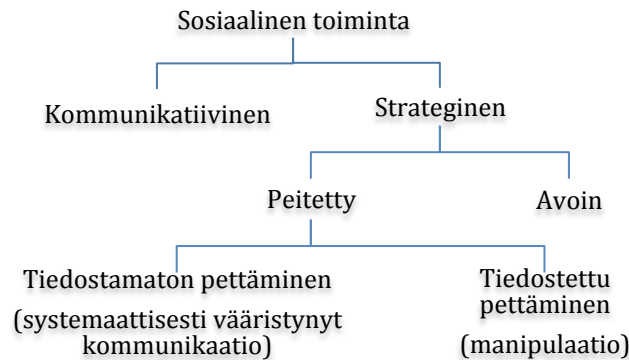 Sosiaalinen toiminta
Kommunikatiivinen
Strateginen
Peitetty
Avoin
Tiedostamaton pettäminen
(systemaattisesti vääristynyt
kommunikaatio)
Tiedostettu
pettäminen
(manipulaatio)